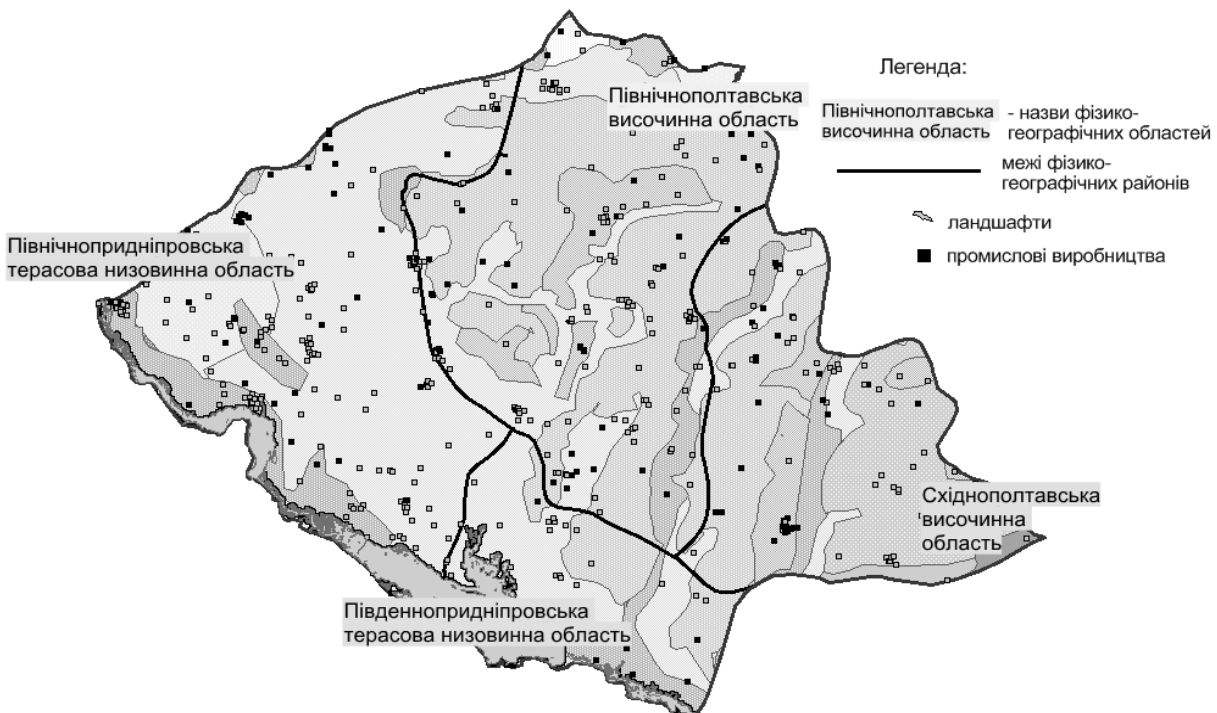 Північнополтавська
височинна область
Північнопридніпровська
терасова низовинна область
Східнополтавська
височинна
область
Південнопридніпровська
терасова низовинна область
Легенда:
Північнополтавська
височинна область
- назви фізико-
географічних областей
межі фізико-
географічних районів
ландшафти
промислові виробництва